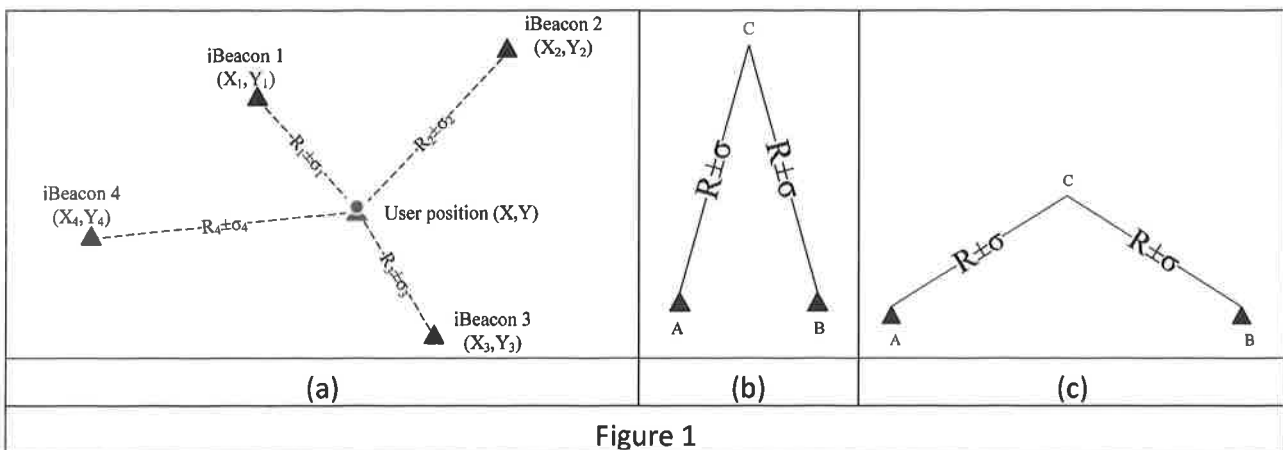 iBeacon 1
(X₁,Y₁)
iBeacon 2
(X₂,Y₂)
R₁±σ₁
R₂±σ₂
iBeacon 4
(X₄,Y₄)
R₄±σ₄
User position (X,Y)
R₃±σ₃
iBeacon 3
(X₃,Y₃)
C
R±σ
R±σ
A
B
C
R±σ
R±σ
A
B
(a)
(b)
(c)
Figure 1